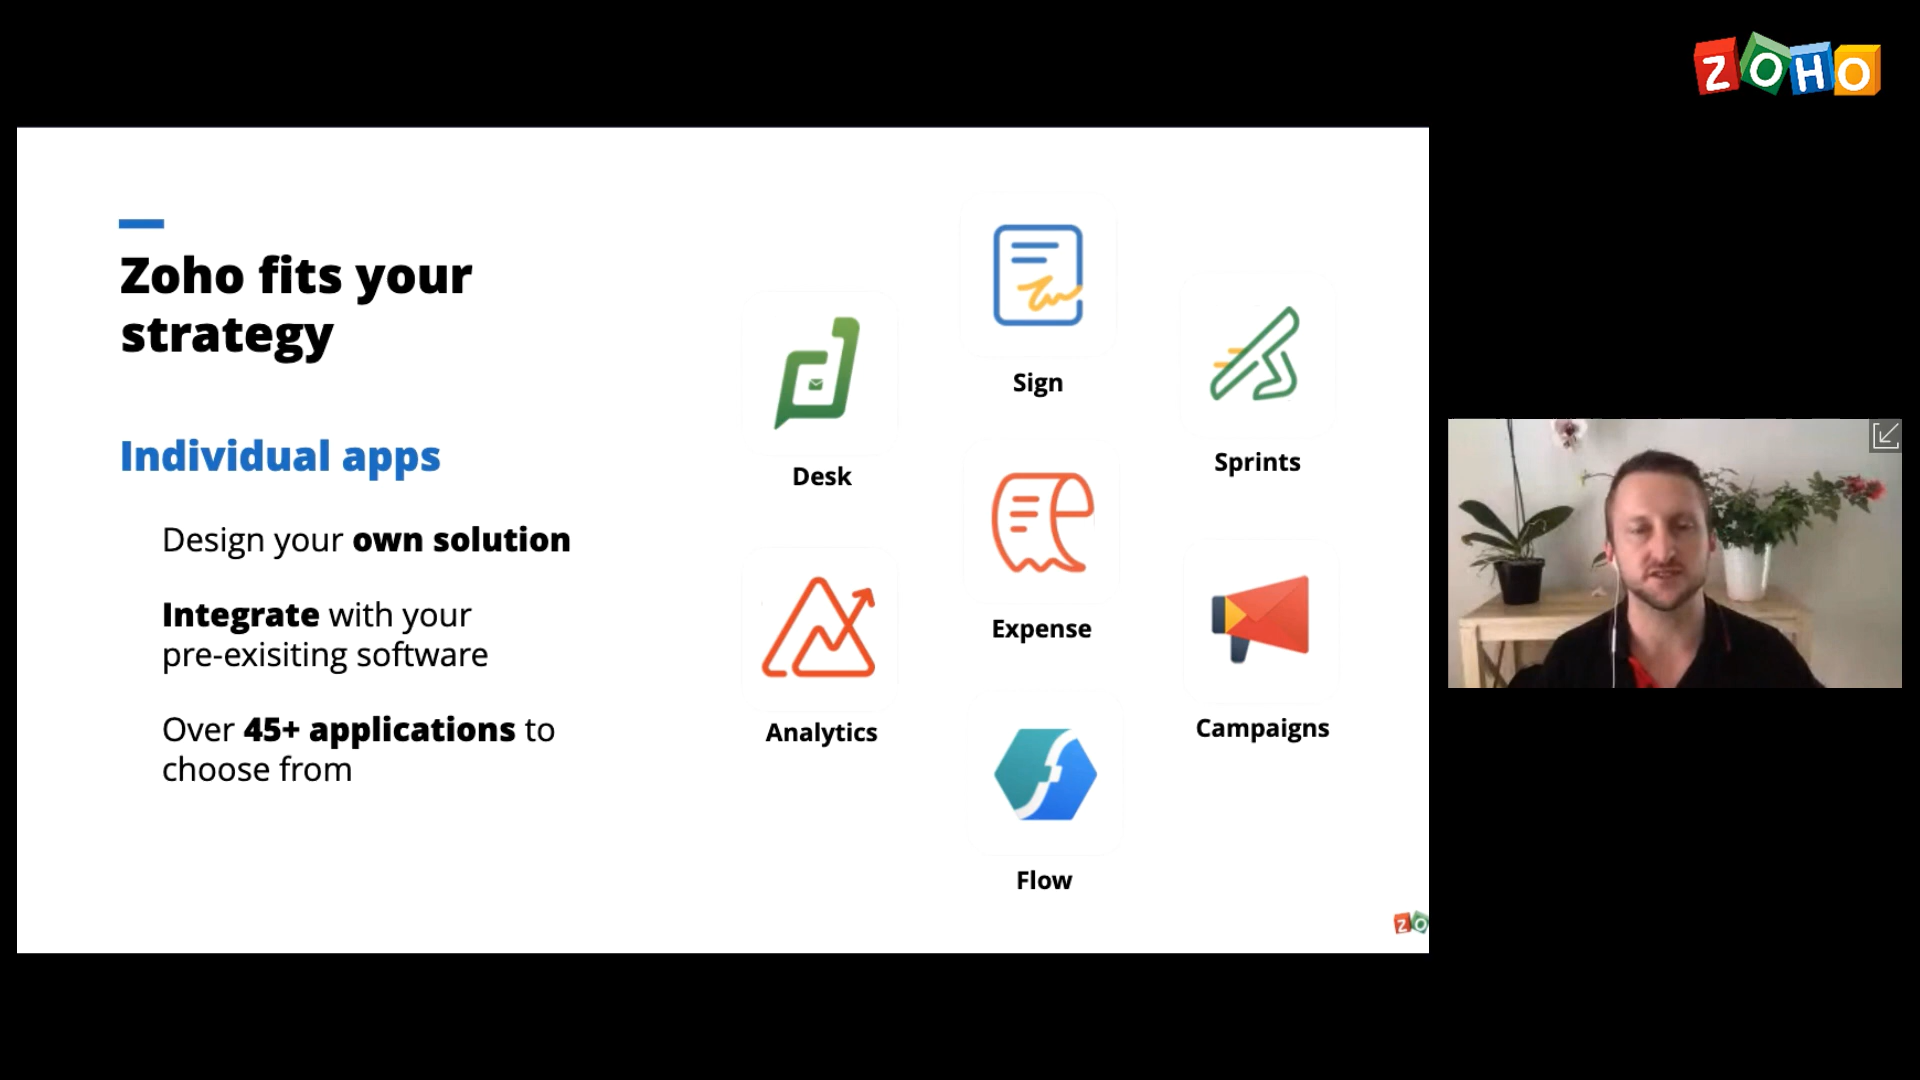 ZOHO
Zoho fits your
strategy
Individual apps
Design your own solution
Integrate with your
pre-exisiting software
Over 45+ applications to
choose from
Sign
Desk
Sprints
Expense
Analytics
Campaigns
Flow
ZO